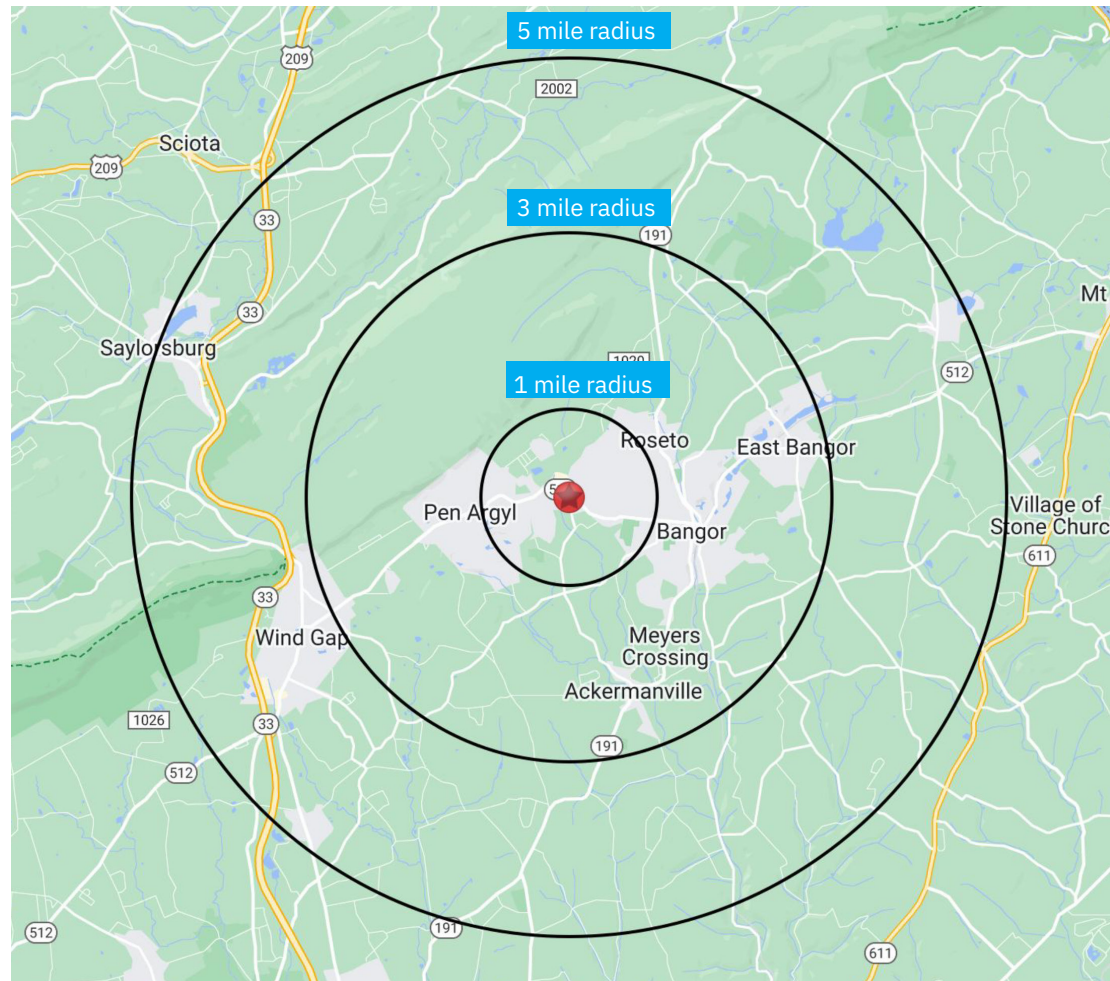 5 mile radius
209
2002
Sciota
209
3 mile radius
33
191
Mt
33
Saylorsburg
1 mile radius
512
Roseto
East Bangor
Pen Argyl
Village of
Stone Churc
Bangor
611
33
Wind Gap
Meyers
Crossing
Ackermanville
1026
33
191
512
191
512
611